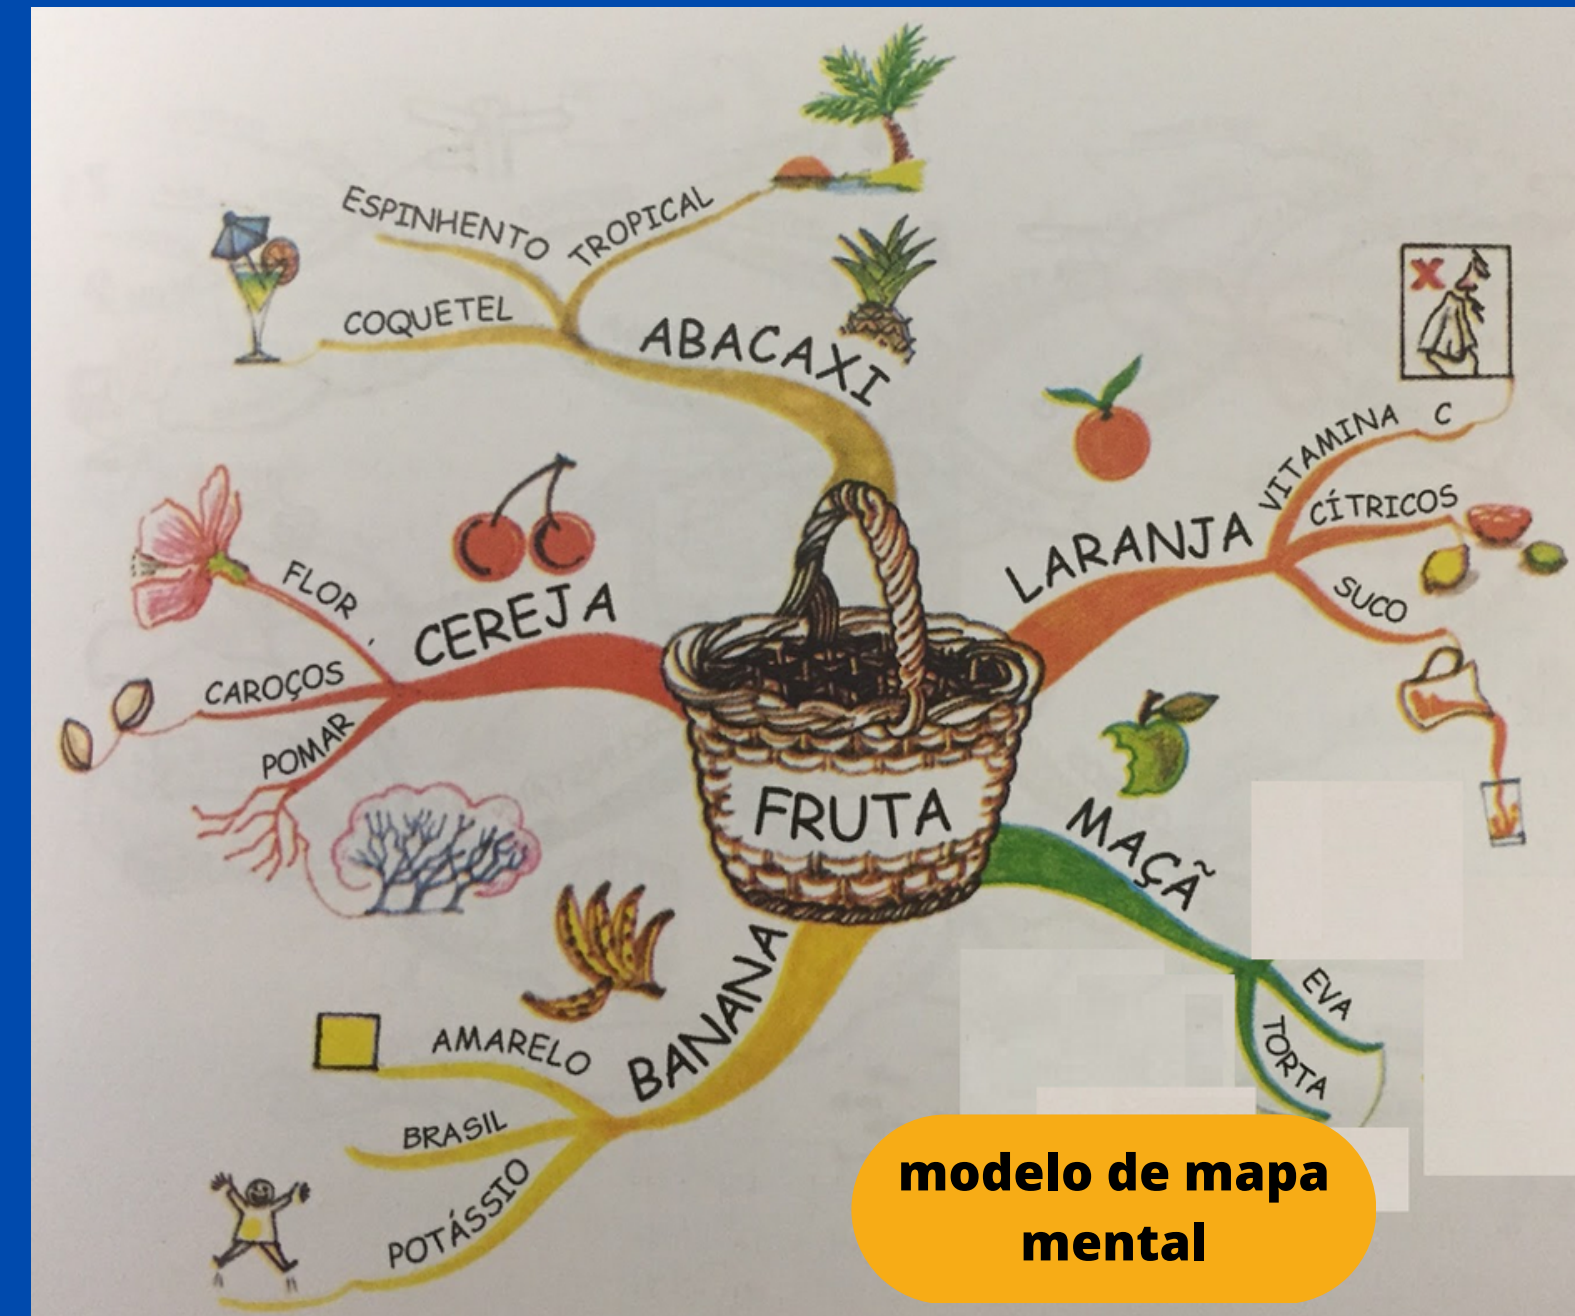 ESPINHENTO
TROPICAL
COQUETEL
ABACAXI
VITAMINA C
CÍTRICOS
LARANJA
SUCO
FLOR
CEREJA
CAROÇOS
POMAR
FRUTA
MAÇÃ
EVA
TORTA
BANANA
AMARELO
BRASIL
POTÁSSIO
modelo de mapa
mental